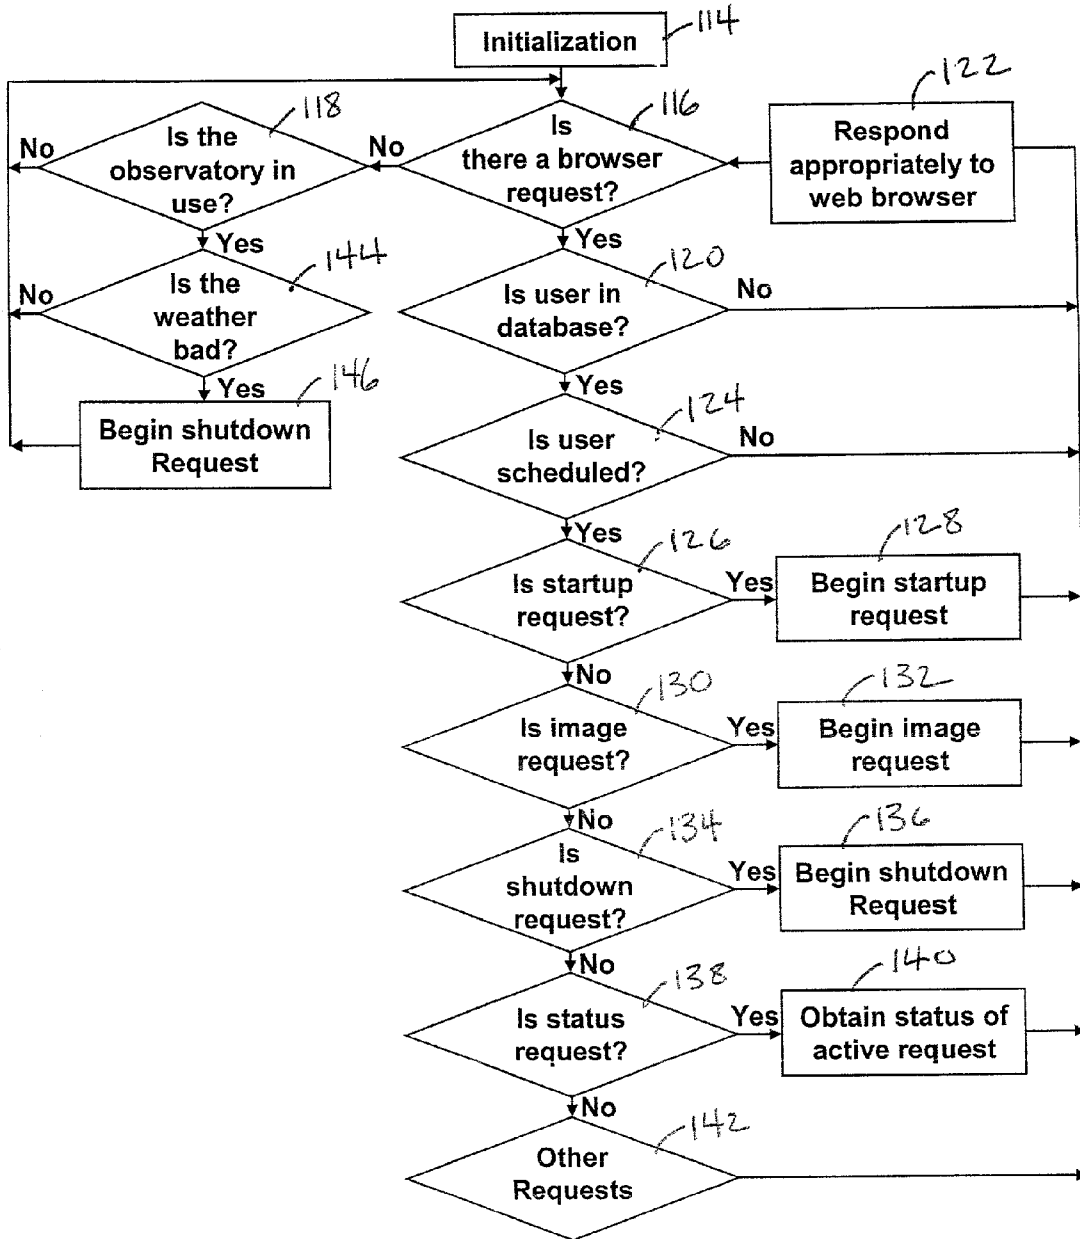 Initialization
114
Is
there a browser
request?
116
No
Yes
Is the
observatory in
use?
118
No
Yes
Respond
appropriately to
web browser
122
Is the
weather
bad?
144
No
Yes
Is user in
database?
120
No
Yes
Begin shutdown
Request
146
Is user
scheduled?
124
No
Yes
Is startup
request?
126
Yes
No
Begin startup
request
128
Is image
request?
130
Yes
No
Begin image
request
132
Is
shutdown
request?
134
Yes
No
Begin shutdown
Request
136
Is status
request?
138
Yes
No
Obtain status of
active request
140
Other
Requests
142